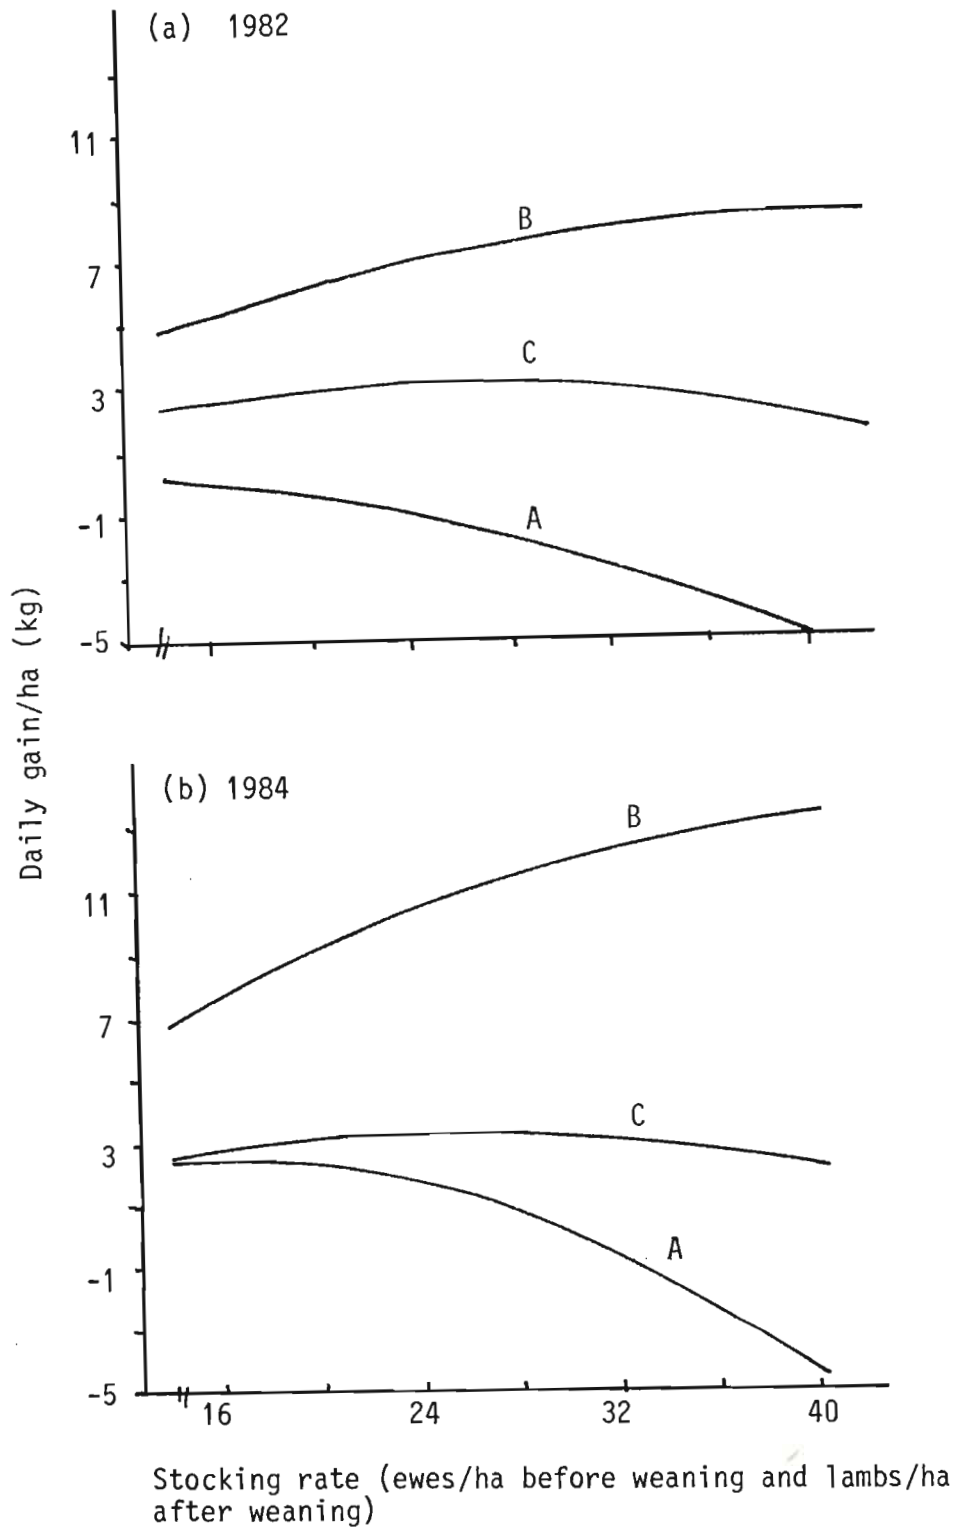 (a) 1982
11
B
7
C
3
A
-1
-5
Daily gain/ha (kg)
(b) 1984
B
11
7
C
3
A
-1
-5
16 24 32 40
Stocking rate (ewes/ha before weaning and lambs/ha
after weaning)